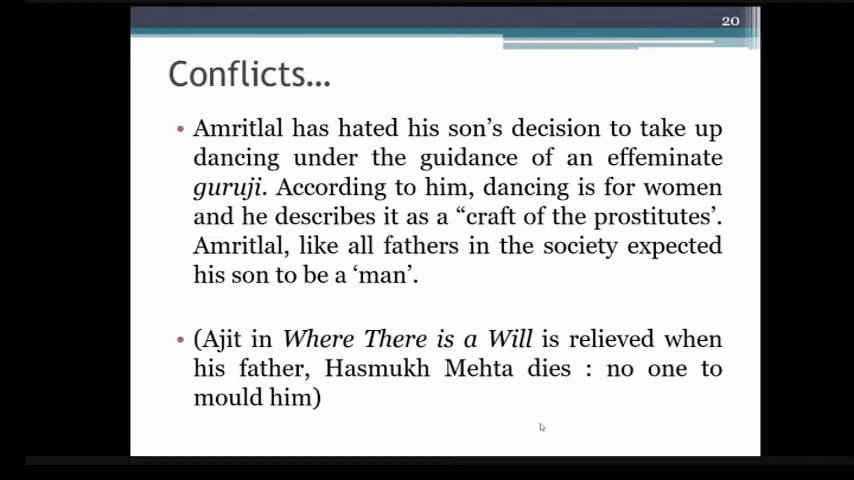 20
Conflicts...
• Amritlal has hated his son's decision to take up
dancing under the guidance of an effeminate
guruji. According to him, dancing is for women
and he describes it as a “craft of the prostitutes’.
Amritlal, like all fathers in the society expected
his son to be a ‘man’.
• (Ajit in Where There is a Will is relieved when
his father, Hasmukh Mehta dies : no one to
mould him)